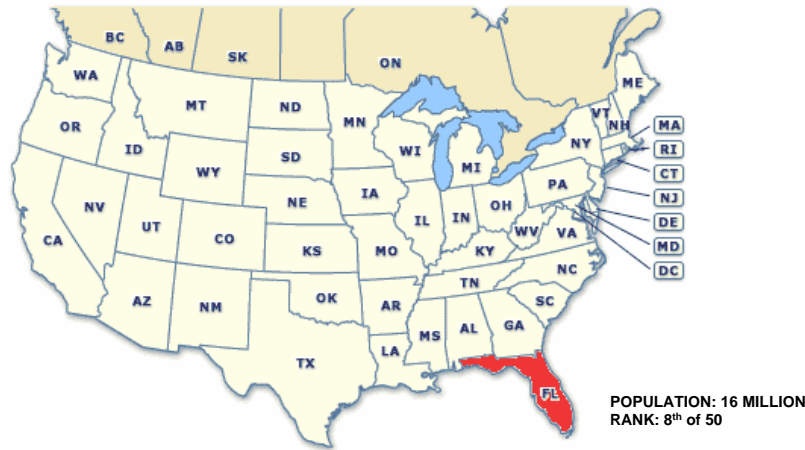 BC
AB
SK
ON
WA
MT
ND
MN
ME
VT
NH
MA
OR
ID
WY
SD
WI
MI
NY
RI
CT
NV
UT
CO
NE
IA
IL
IN
OH
PA
NJ
DE
CA
KS
MO
KY
WV
VA
MD
DC
AZ
NM
OK
AR
TN
NC
SC
TX
LA
MS
AL
GA
FL
POPULATION: 16 MILLION
RANK: 8th of 50